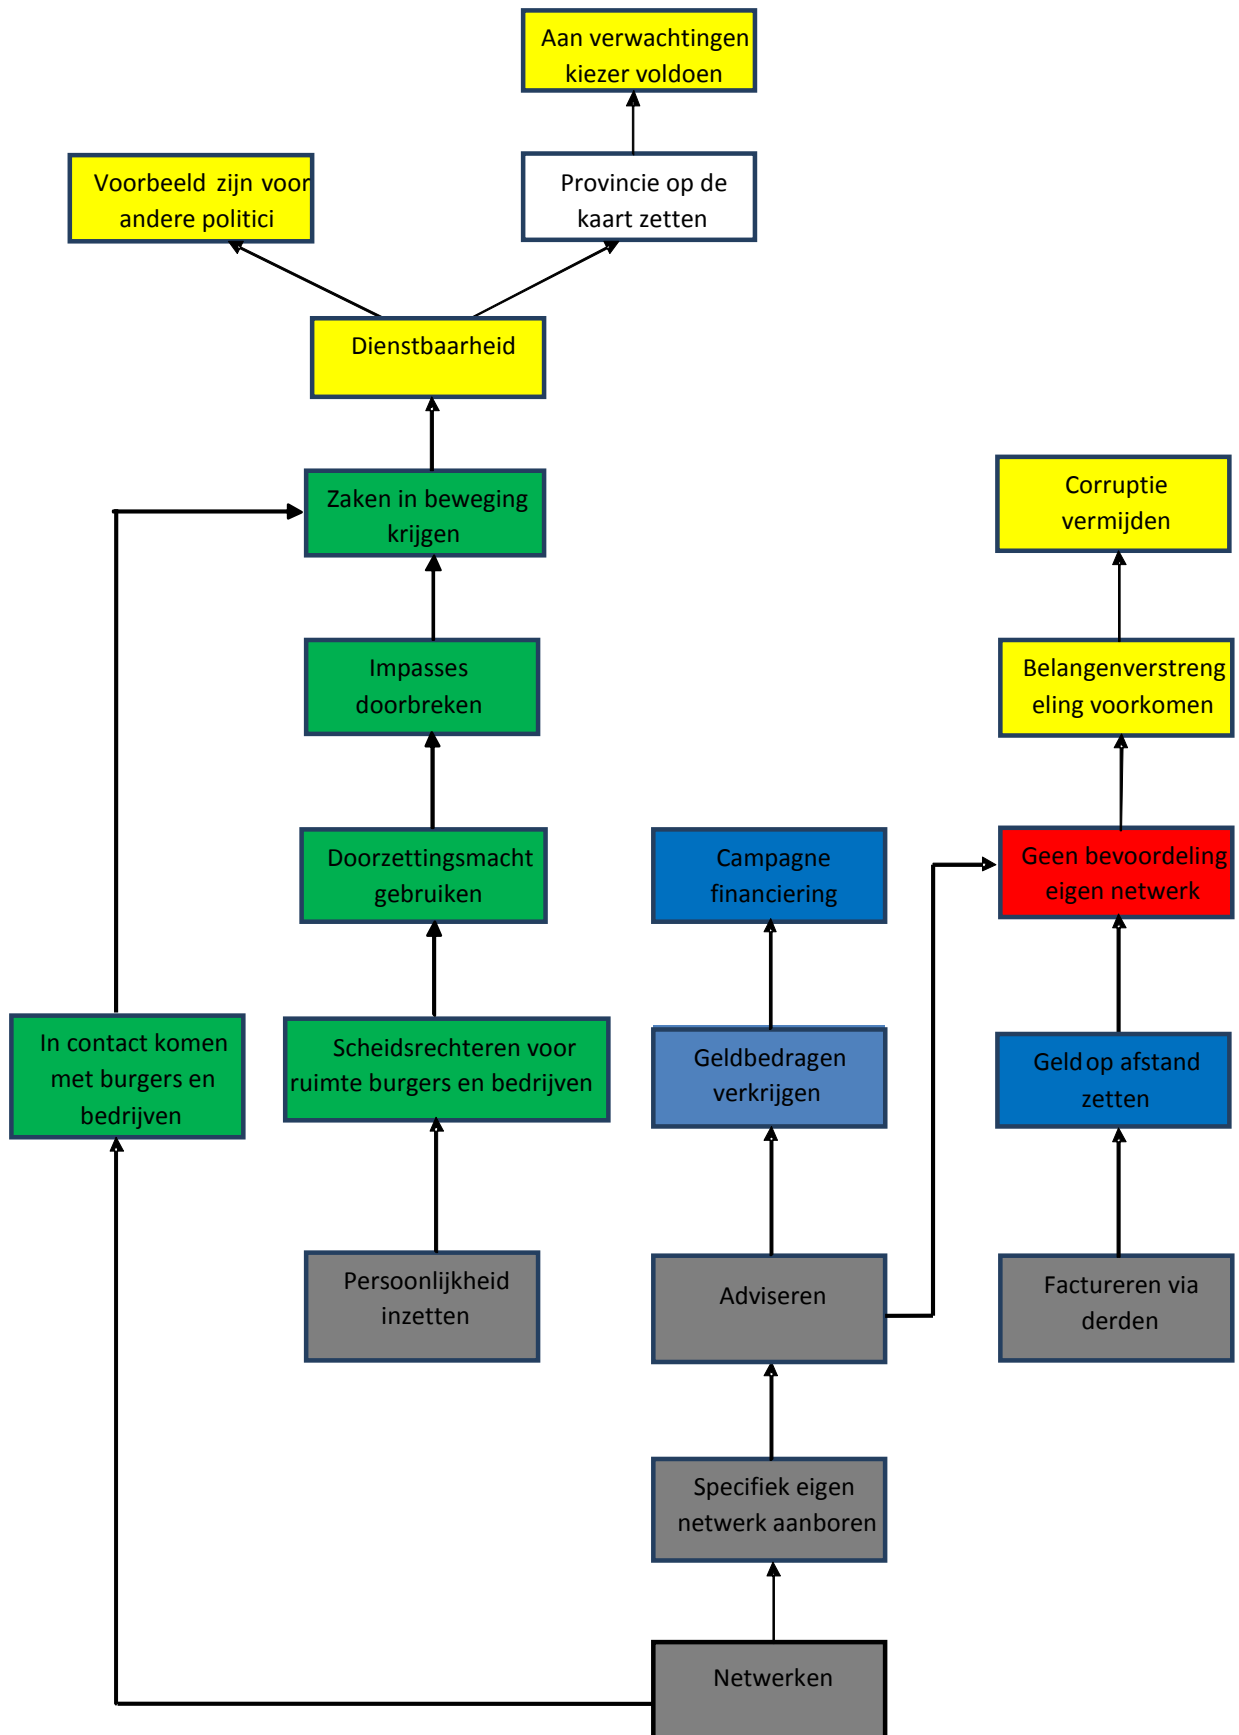 Aan verwachtingen
kiezer voldoen
Voorbeeld zijn voor
andere politici
Provincie op de
kaart zetten
Dienstbaarheid
Zaken in beweging
krijgen
Corruptie
vermijden
Impasses
doorbreken
Belangenverstreng
eling voorkomen
Doorzettingsmacht
gebruiken
Campagne
financiering
Geen bevoordeling
eigen netwerk
In contact komen
met burgers en
bedrijven
Scheidsrechteren voor
ruimte burgers en bedrijven
Geldbedragen
verkrijgen
Geld op afstand
zetten
Persoonlijkheid
inzetten
Adviseren
Factureren via
derden
Specifiek eigen
netwerk aanboren
Netwerken